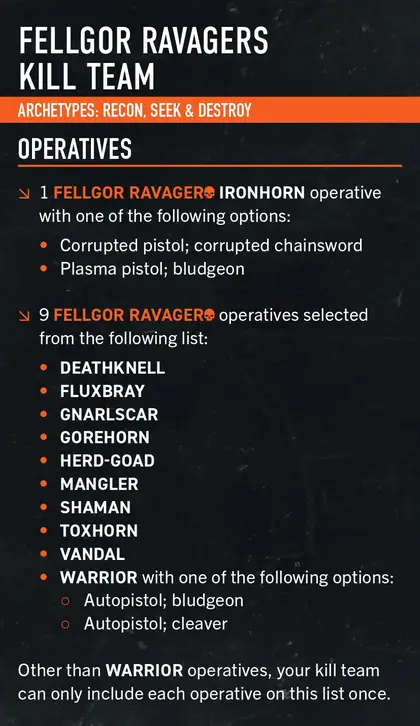 FELLGOR RAVAGERS
KILL TEAM
ARCHETYPES: RECON, SEEK & DESTROY
OPERATIVES
↘ 1 FELLGOR RAVAGER💀 IRONHORN operative
with one of the following options:
• Corrupted pistol; corrupted chainsword
• Plasma pistol; bludgeon
↘ 9 FELLGOR RAVAGER💀 operatives selected
from the following list:
• DEATHKNELL
• FLUXBRAY
• GNARLSCAR
• GOREHORN
• HERD-GOAD
• MANGLER
• SHAMAN
• TOXHORN
• VANDAL
• WARRIOR with one of the following options:
○ Autopistol; bludgeon
○ Autopistol; cleaver
Other than WARRIOR operatives, your kill team
can only include each operative on this list once.